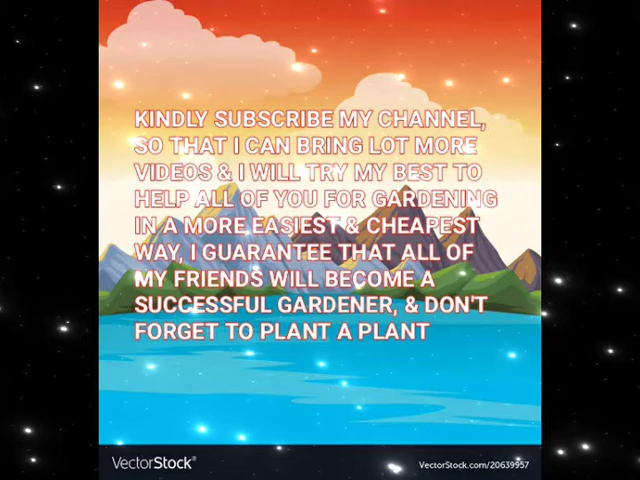 KINDLY SUBSCRIBE MY CHANNEL,
SO THAT I CAN BRING LOT MORE
VIDEOS & I WILL TRY MY BEST TO
HELP ALL OF YOU FOR GARDENING
IN A MORE EASIEST & CHEAPEST
WAY, I GUARANTEE THAT ALL OF
MY FRIENDS WILL BECOME A
SUCCESSFUL GARDENER, & DON'T
FORGET TO PLANT A PLANT
VectorStock®
VectorStock.com/20639957